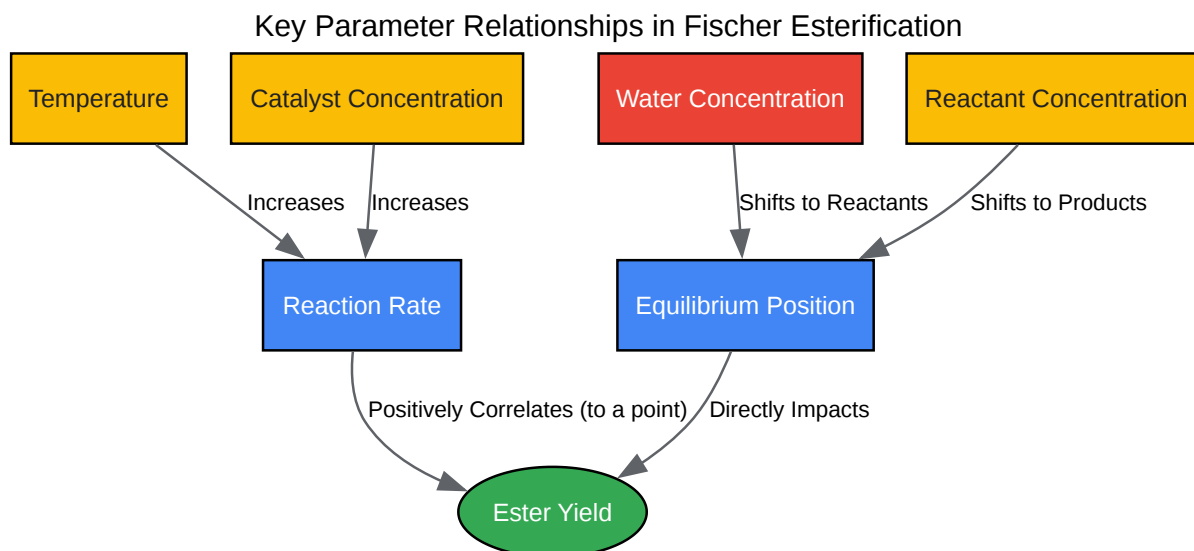 Key Parameter Relationships in Fischer Esterification
Temperature
Catalyst Concentration
Water Concentration
Reactant Concentration
Increases
Increases
Shifts to Reactants
Shifts to Products
Reaction Rate
Equilibrium Position
Positively Correlates (to a point)
Directly Impacts
Ester Yield